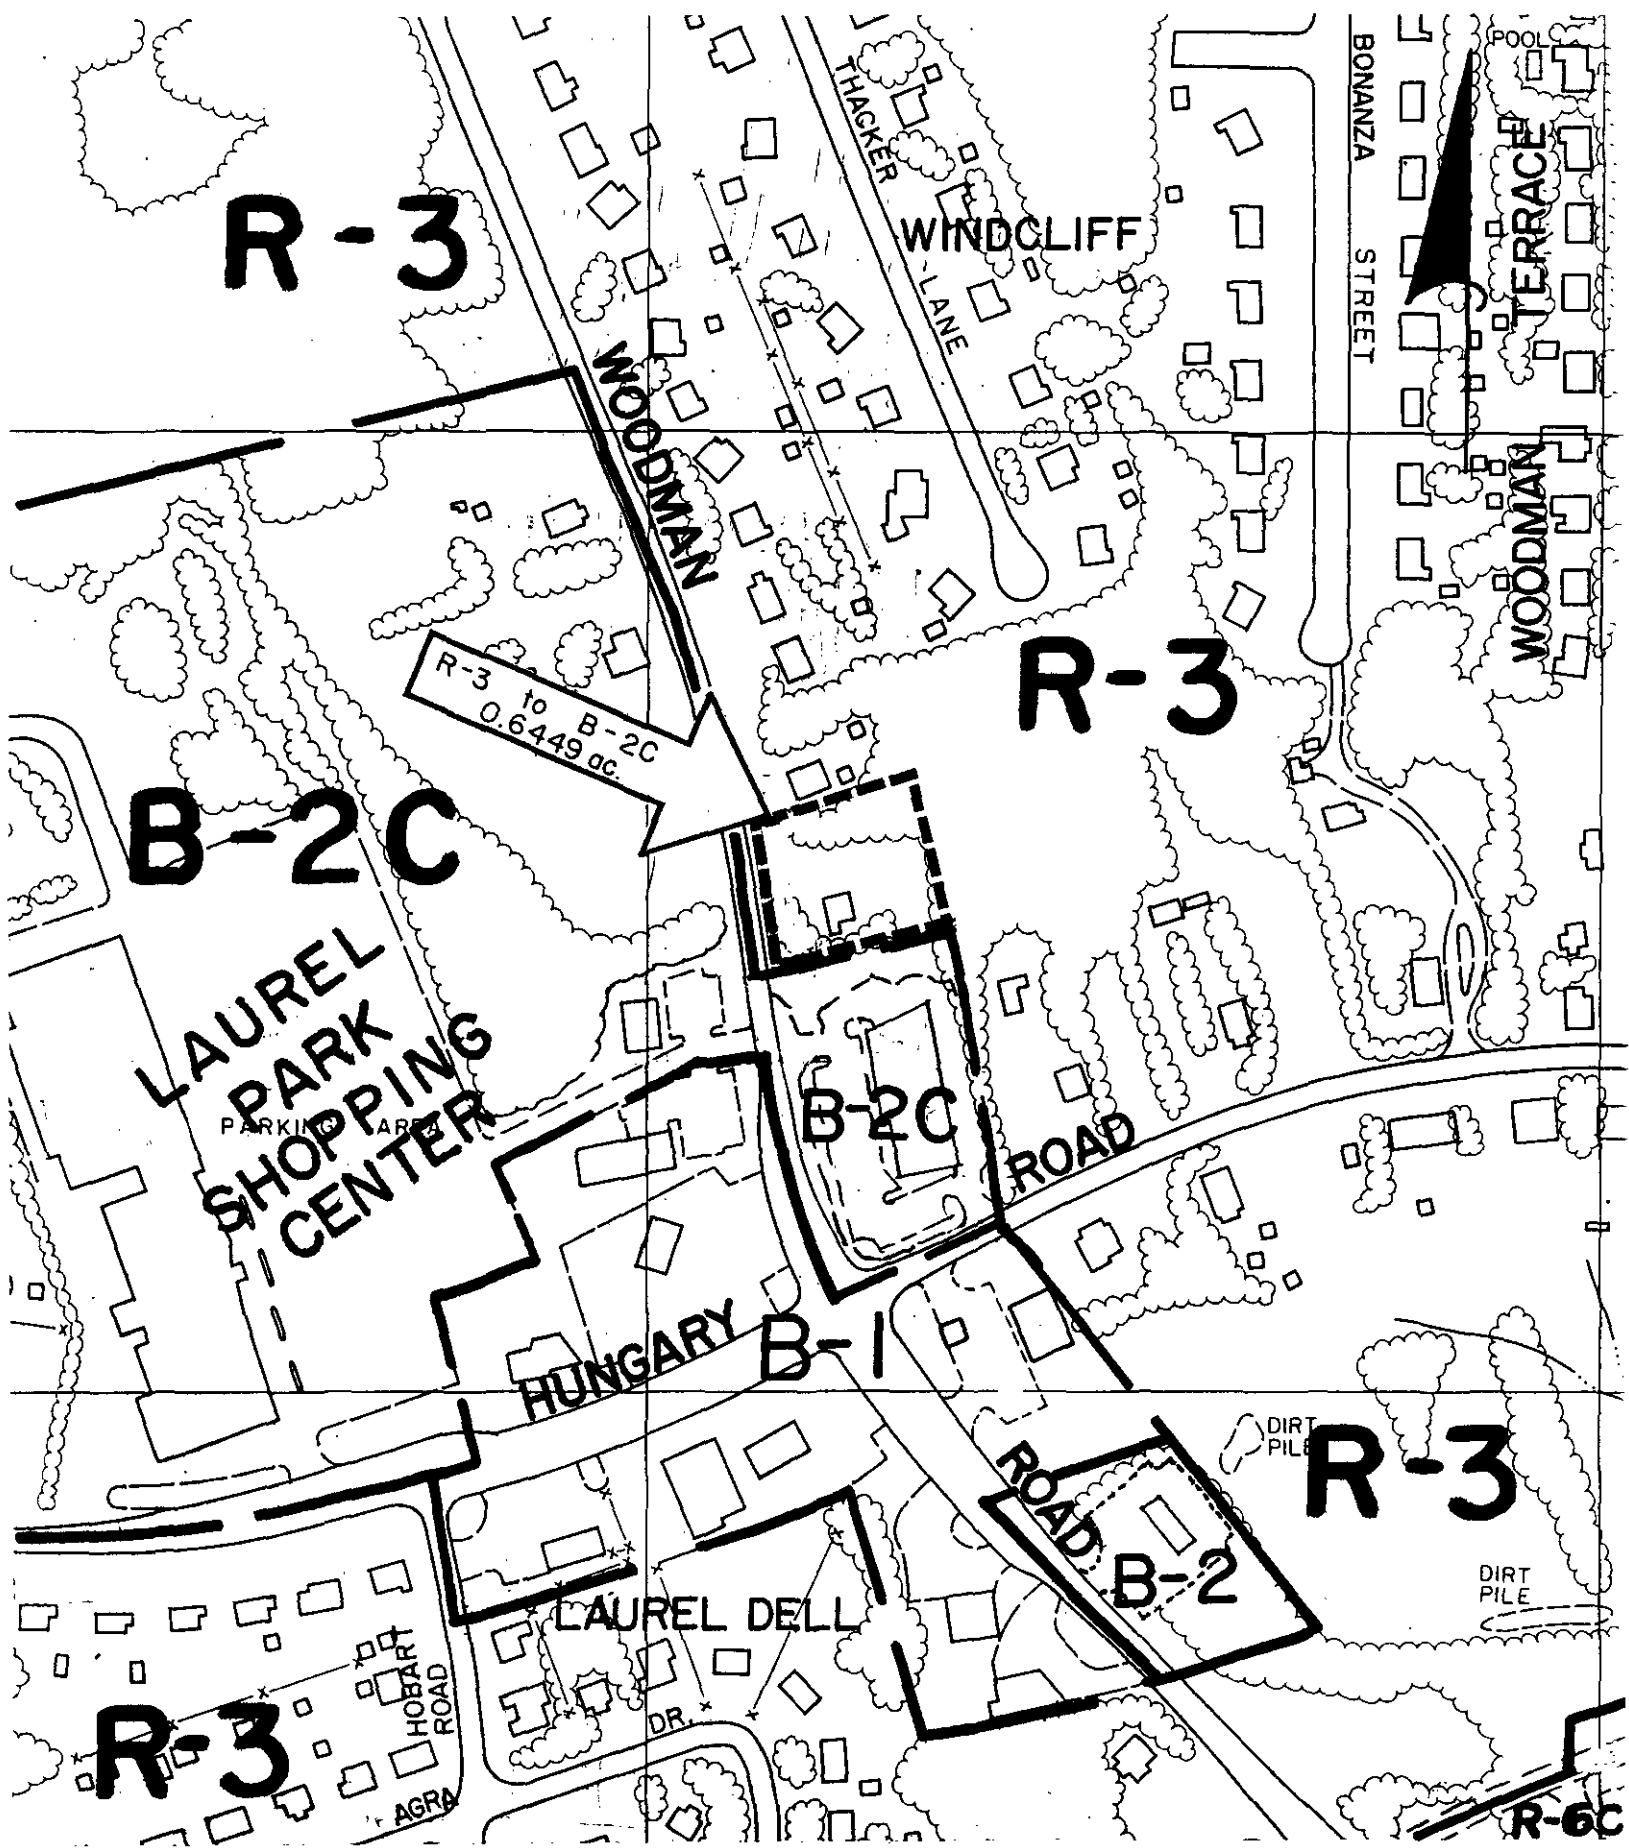 POOL
BONANZA
STREET
THACKER
LANE
WOODMAN
TERRACE
R-3
WINDCLIFF
WOODMAN
R-3 to B-2C
0.6449 ac.
R-3
B-2C
LAUREL
PARK
SHOPPING
CENTER
PARKING AREA
B-2C
ROAD
HUNGARY
B-1
ROAD
DIRT
PILE
R-3
B-2
DIRT
PILE
LAUREL DELL
HOBART
ROAD
R-3
AGRA
DR.
R-6C